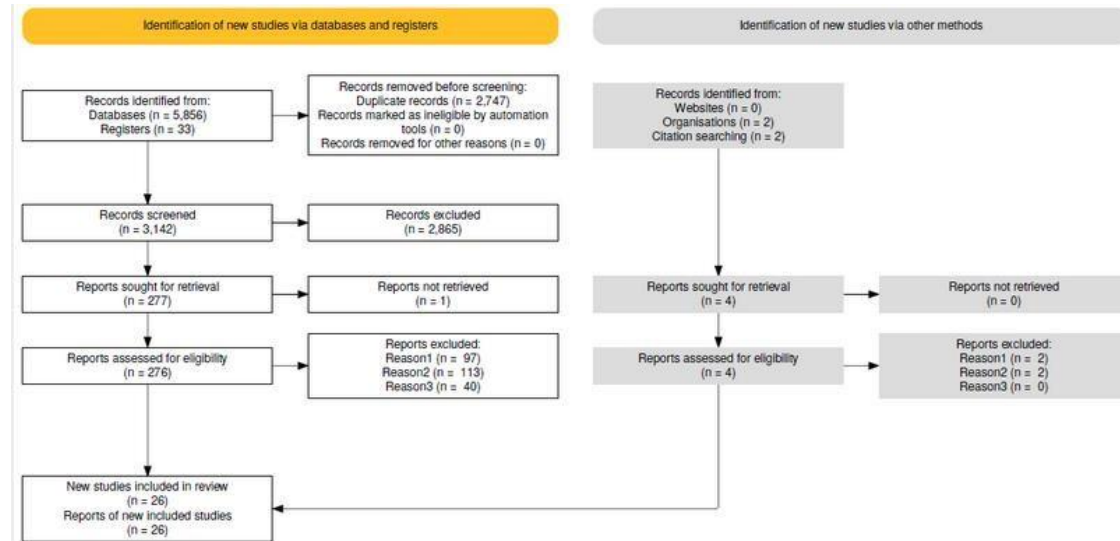 Identification of new studies via databases and registers
Identification of new studies via other methods
Records identified from:
Databases (n = 5,856)
Registers (n = 33)
Records removed before screening:
Duplicate records (n = 2,747)
Records marked as ineligible by automation
tools (n = 0)
Records removed for other reasons (n = 0)
Records identified from:
Websites (n = 0)
Organisations (n = 2)
Citation searching (n = 2)
Records screened
(n = 3,142)
Records excluded
(n = 2,865)
Reports sought for retrieval
(n = 277)
Reports not retrieved
(n = 1)
Reports sought for retrieval
(n = 4)
Reports not retrieved
(n = 0)
Reports assessed for eligibility
(n = 276)
Reports excluded:
Reason1 (n = 97)
Reason2 (n = 113)
Reason3 (n = 40)
Reports assessed for eligibility
(n = 4)
Reports excluded:
Reason1 (n = 2)
Reason2 (n = 2)
Reason3 (n = 0)
New studies included in review
(n = 26)
Reports of new included studies
(n = 26)